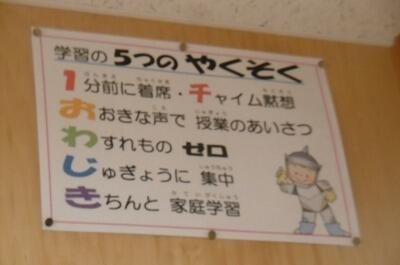 学習の5つのやくそく
1分前に着席・チャイム黙想
おおきな声で 授業のあいさつ
わすれもの ゼロ
じゅぎょうに 集中
きちんと 家庭学習